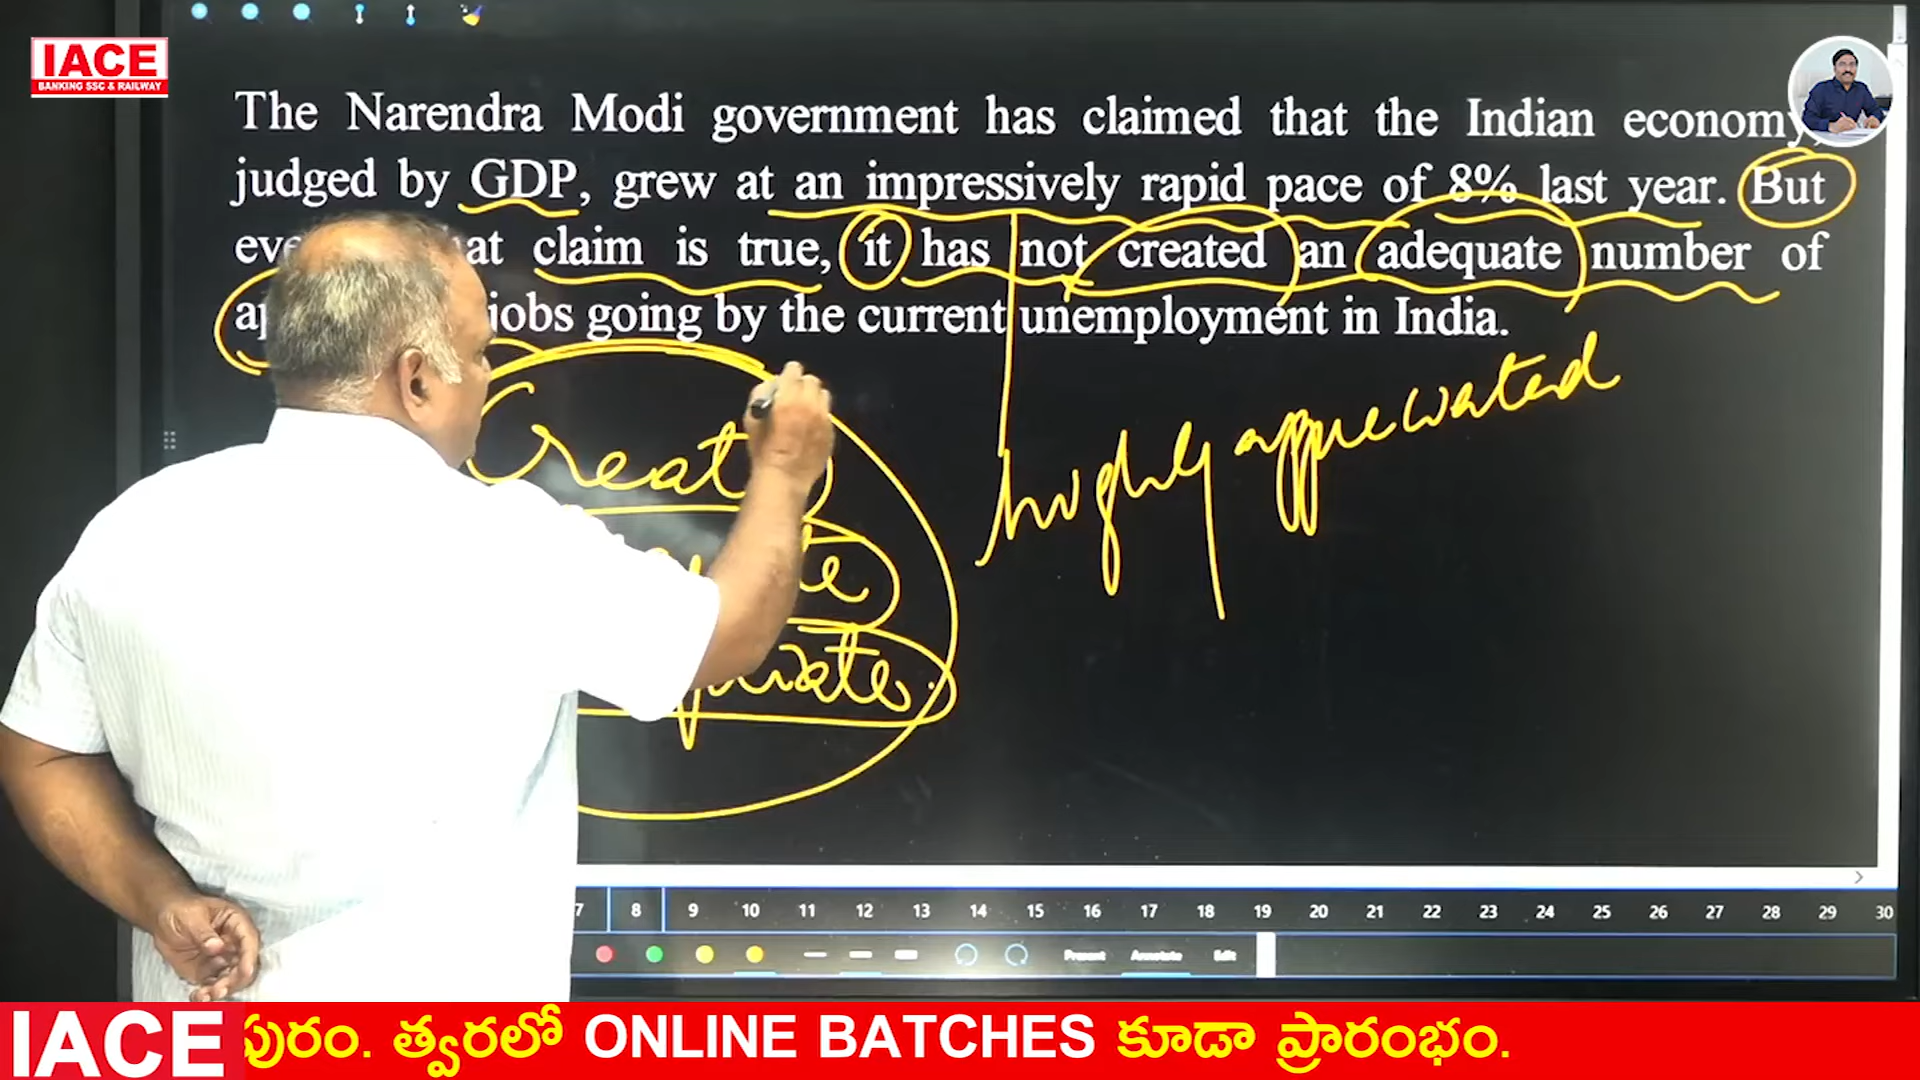 IACE
BANKING SSC & RAILWAY
The Narendra Modi government has claimed that the Indian economy,
judged by GDP, grew at an impressively rapid pace of 8% last year. But
claim is true, it has not created an adequate number of
jobs going by the current unemployment in India.
highly appreciated
7 8 9 10 11 12 13 14 15 16 17 18 19 20 21 22 23 24 25 26 27 28 29 30
Present Annotate Edit
IACE పురం. త్వరలో ONLINE BATCHES కూడా ప్రారంభం.